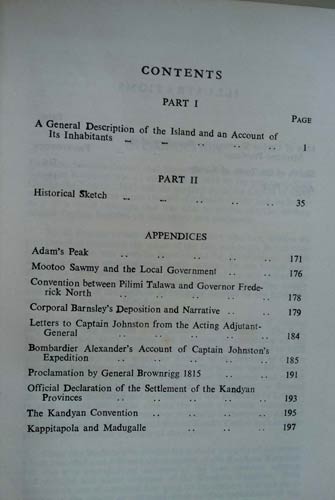 CONTENTS
PART I
PAGE
A General Description of the Island and an Account of
Its Inhabitants — — .. .. .. 1
PART II
Historical Sketch — — .. .. .. 35
APPENDICES
Adam's Peak .. .. .. .. .. 171
Mootoo Sawmy and the Local Government .. .. 176
Convention between Pilimi Talawa and Governor Frede-
rick North .. .. .. .. .. 178
Corporal Barnsley's Deposition and Narrative .. .. 179
Letters to Captain Johnston from the Acting Adjutant-
General .. .. .. .. .. 184
Bombardier Alexander's Account of Captain Johnston's
Expedition .. .. .. .. .. 185
Proclamation by General Brownrigg 1815 .. .. 191
Official Declaration of the Settlement of the Kandyan
Provinces .. .. .. .. .. 193
The Kandyan Convention .. .. .. .. 195
Kappitapola and Madugalle .. .. .. 197